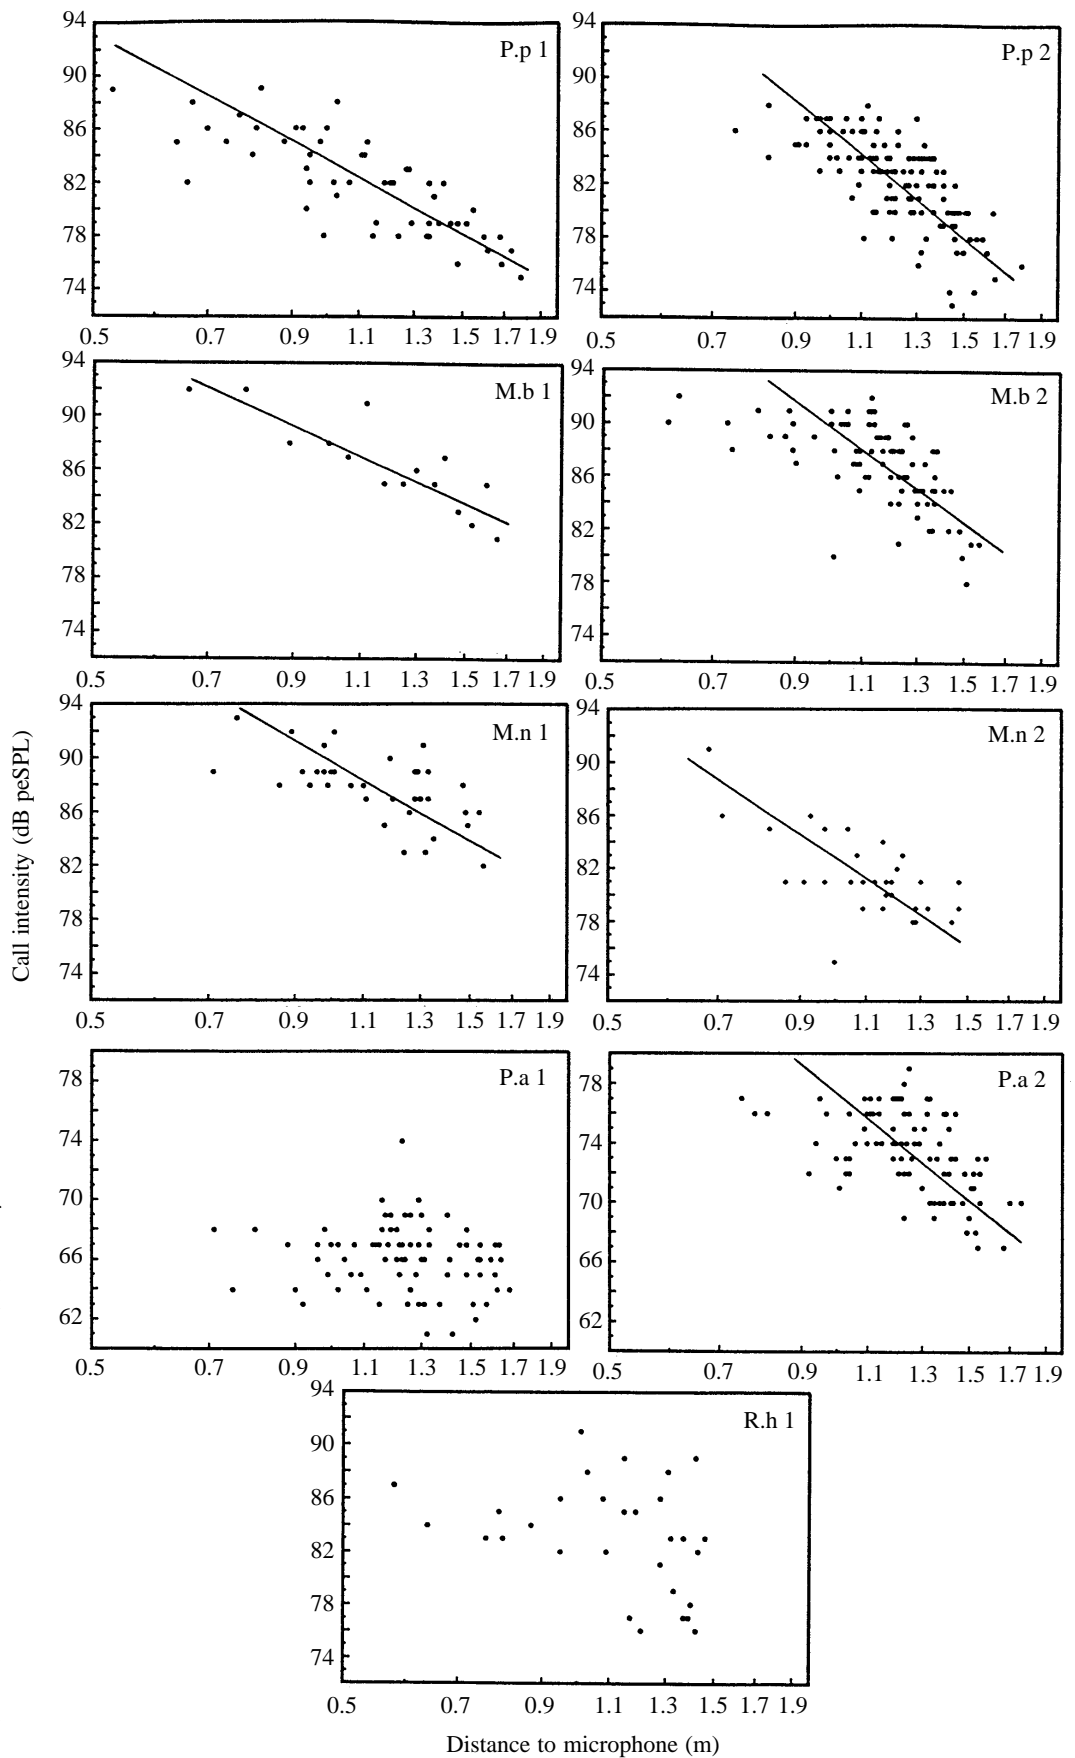 94 94
90 P.p 1 90 P.p 2
86 86
82 82
78 78
74 74
0.5 0.7 0.9 1.1 1.3 1.5 1.7 1.9 0.5 0.7 0.9 1.1 1.3 1.5 1.7 1.9
94 94
90 M.b 1 90 M.b 2
86 86
82 82
78 78
74 74
0.5 0.7 0.9 1.1 1.3 1.5 1.7 1.9 0.5 0.7 0.9 1.1 1.3 1.5 1.7 1.9
94 94
90 M.n 1 90 M.n 2
86 86
82 82
78 78
74 74
0.5 0.7 0.9 1.1 1.3 1.5 1.7 1.9 0.5 0.7 0.9 1.1 1.3 1.5 1.7 1.9
Call intensity (dB peSPL)
78 P.a 1 78 P.a 2
74 74
70 70
66 66
62 62
0.5 0.7 0.9 1.1 1.3 1.5 1.7 1.9 0.5 0.7 0.9 1.1 1.3 1.5 1.7 1.9
94
90 R.h 1
86
82
78
74
0.5 0.7 0.9 1.1 1.3 1.5 1.7 1.9
Distance to microphone (m)